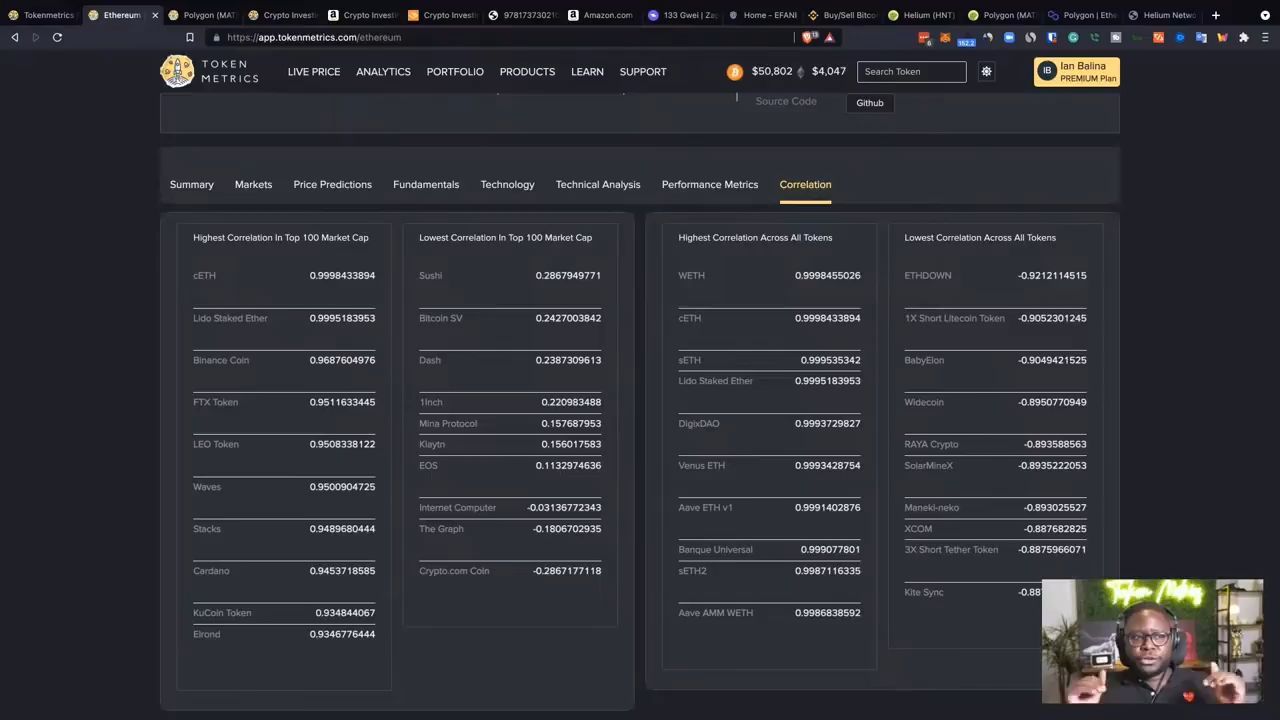 Tokenmetrics
Ethereum
Polygon (MAT
Crypto Investi
Crypto Investi
Crypto Investi
9781737302
Amazon.com
133 Gwei | Za
Home – EFANI
Buy/Sell Bitco
Helium (HNT)
Polygon (MAT
Polygon | Ethe
Helium Netwo
https://app.tokenmetrics.com/ethereum
TOKEN
METRICS
LIVE PRICE
ANALYTICS
PORTFOLIO
PRODUCTS
LEARN
SUPPORT
$50,802
$4,047
Search Token
IB
Ian Balina
PREMIUM Plan
Source Code
Github
Summary
Markets
Price Predictions
Fundamentals
Technology
Technical Analysis
Performance Metrics
Correlation
Highest Correlation In Top 100 Market Cap
cETH 0.9998433894
Lido Staked Ether 0.9995183953
Binance Coin 0.9687604976
FTX Token 0.9511633445
LEO Token 0.9508338122
Waves 0.9500904725
Stacks 0.9489680444
Cardano 0.9453718585
KuCoin Token 0.934844067
Elrond 0.9346776444
Lowest Correlation In Top 100 Market Cap
Sushi 0.2867949771
Bitcoin SV 0.2427003842
Dash 0.2387309613
1Inch 0.220983488
Mina Protocol 0.157687953
Klaytn 0.156017583
EOS 0.1132974636
Internet Computer -0.03136772343
The Graph -0.1806702935
Crypto.com Coin -0.2867177118
Highest Correlation Across All Tokens
WETH 0.9998455026
cETH 0.9998433894
sETH 0.999535342
Lido Staked Ether 0.9995183953
DigixDAO 0.9993729827
Venus ETH 0.9993428754
Aave ETH v1 0.9991402876
Banque Universal 0.999077801
sETH2 0.9987116335
Aave AMM WETH 0.9986838592
Lowest Correlation Across All Tokens
ETHDOWN -0.9212114515
1X Short Litecoin Token -0.9052301245
BabyElon -0.9049421525
Widecoin -0.8950770949
RAYA Crypto -0.893588563
SolarMineX -0.8935222053
Maneki-neko -0.893025527
XCOM -0.887682825
3X Short Tether Token -0.8875966071
Kite Sync -0.88
Token Metrics